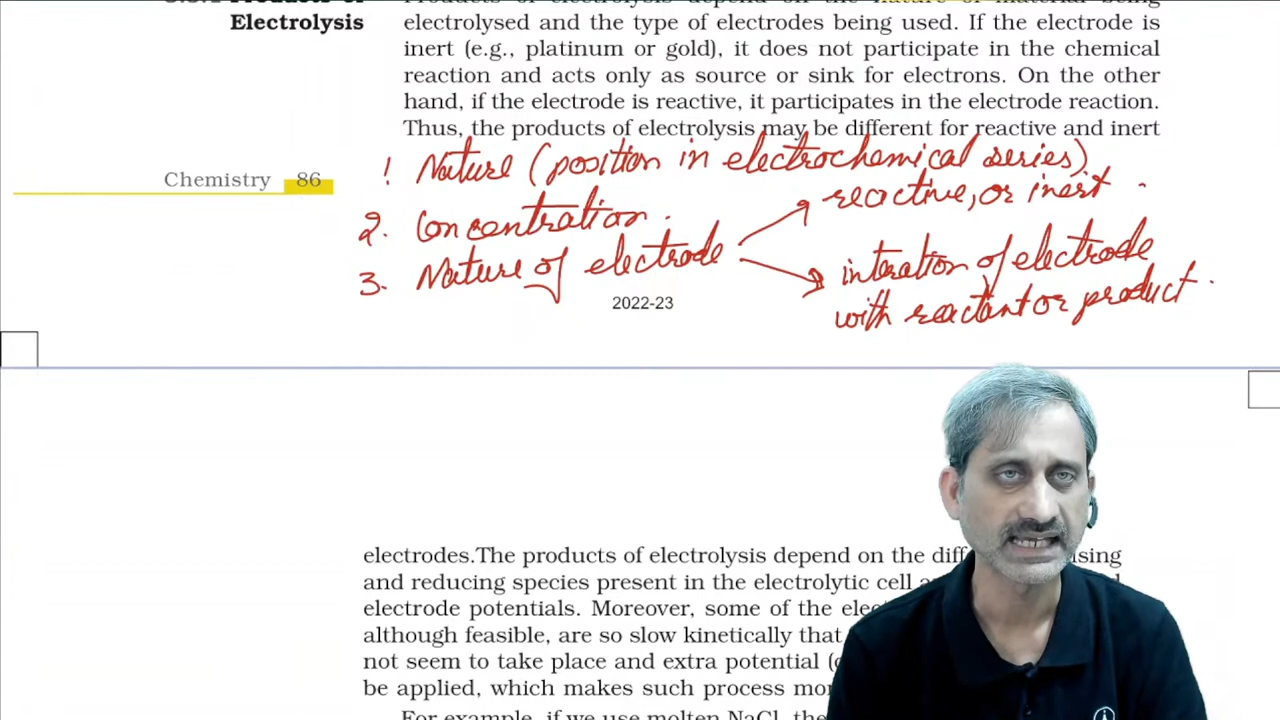 Electrolysis
electrolysed and the type of electrodes being used. If the electrode is
inert (e.g., platinum or gold), it does not participate in the chemical
reaction and acts only as source or sink for electrons. On the other
hand, if the electrode is reactive, it participates in the electrode reaction.
Thus, the products of electrolysis may be different for reactive and inert
1 Nature (position in electrochemical series)
reactive, or inert .
Chemistry 86
2. Concentration.
3. Nature of electrode
interation of electrode
with reactant or product .
2022-23
electrodes.The products of electrolysis depend on the
and reducing species present in the electrolytic cell
electrode potentials. Moreover, some of the
although feasible, are so slow kinetically that
not seem to take place and extra potential
be applied, which makes such process
For example, if we use molten NaCl, the